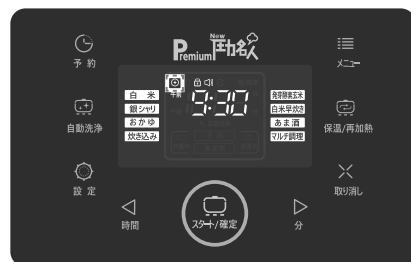 New
Premium 圧力名人
予 約
メニュー
午前
9:30
白 米
銀シャリ
おかゆ
炊き込み
発芽酵素玄米
白米早炊き
あま酒
マルチ調理
自動洗浄
保温/再加熱
設 定
取り消し
時間
スタート/確定
分